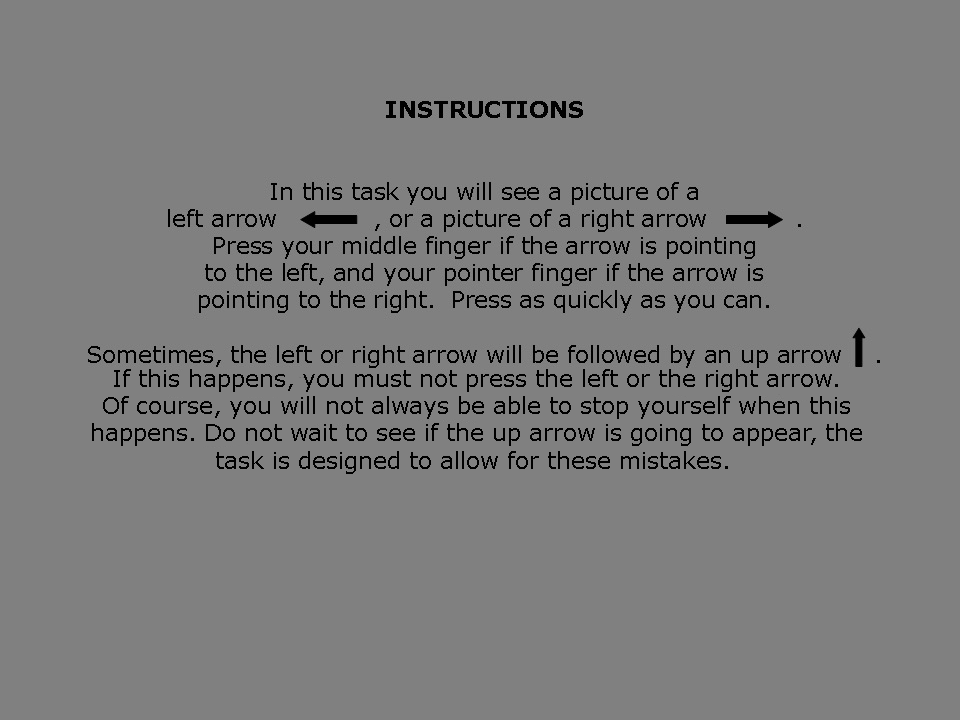 INSTRUCTIONS
In this task you will see a picture of a
left arrow , or a picture of a right arrow .
Press your middle finger if the arrow is pointing
to the left, and your pointer finger if the arrow is
pointing to the right. Press as quickly as you can.
Sometimes, the left or right arrow will be followed by an up arrow .
If this happens, you must not press the left or the right arrow.
Of course, you will not always be able to stop yourself when this
happens. Do not wait to see if the up arrow is going to appear, the
task is designed to allow for these mistakes.